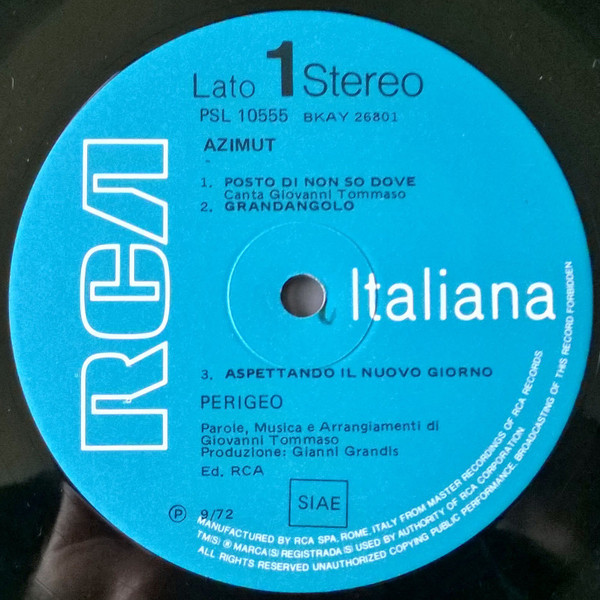 RCA
Lato 1 Stereo
PSL 10555 BKAY 26801
AZIMUT
1. POSTO DI NON SO DOVE
Canta Giovanni Tommaso
2. GRANDANGOLO
Italiana
3. ASPETTANDO IL NUOVO GIORNO
PERIGEO
Parole, Musica e Arrangiamenti di
Giovanni Tommaso
Produzione: Gianni Grandis
Ed. RCA
SIAE
Ⓟ 9/72
MANUFACTURED BY RCA SPA, ROME, ITALY FROM MASTER RECORDINGS OF RCA RECORDS
TM(S) ® MARCA(S) REGISTRADA(S) USED BY AUTHORITY OF RCA CORPORATION
ALL RIGHTS RESERVED UNAUTHORIZED COPYING PUBLIC PERFORMANCE, BROADCASTING OF THIS RECORD FORBIDDEN